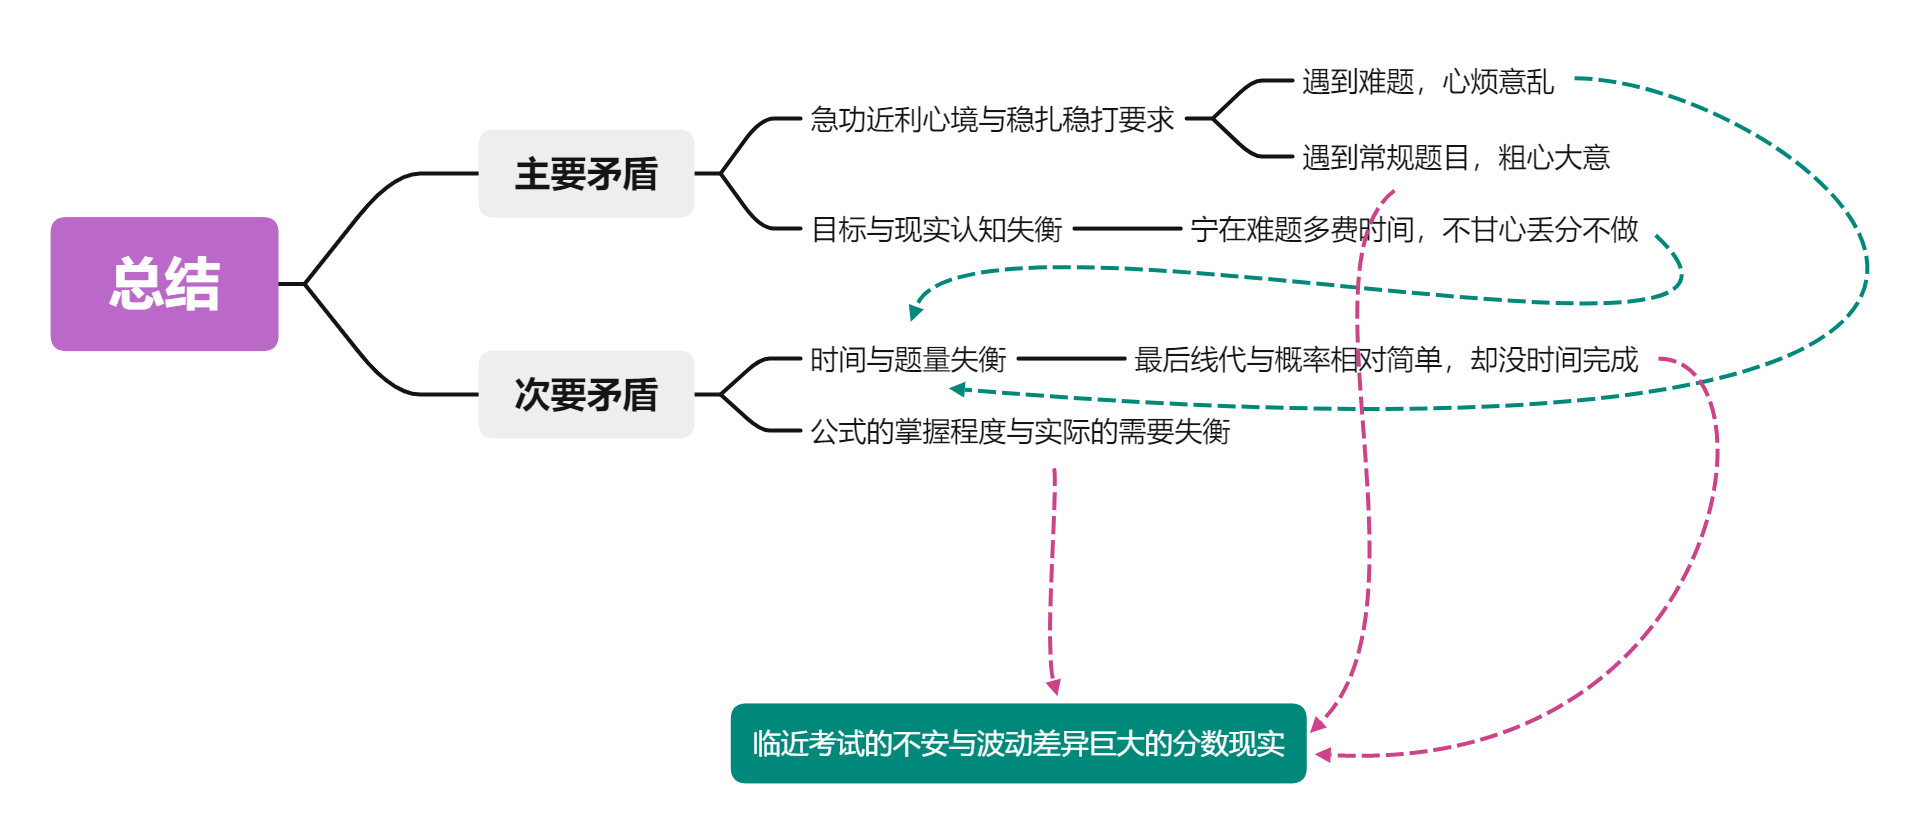 总结
主要矛盾
急功近利心境与稳扎稳打要求
遇到难题，心烦意乱
遇到常规题目，粗心大意
目标与现实认知失衡
宁在难题多费时间，不甘心丢分不做
次要矛盾
时间与题量失衡
最后线代与概率相对简单，却没时间完成
公式的掌握程度与实际的需要失衡
临近考试的不安与波动差异巨大的分数现实